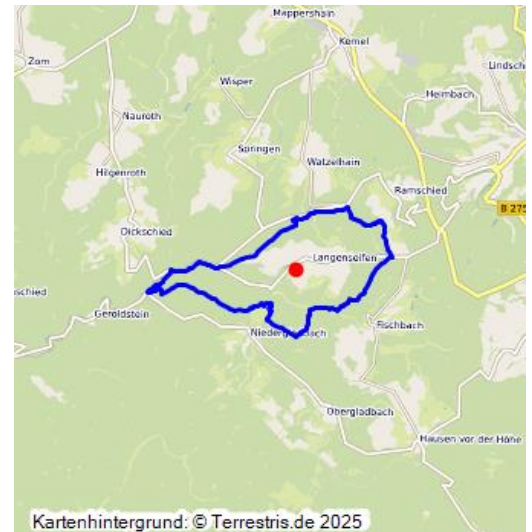 Mappershain
Kemel
Zorn
Lindsch
Wisper
Heimbach
Nauroth
Springen
Watzelhain
Hilgenroth
Ramschied
B 275
Dickschied
Langenseifen
Geroldstein
Fischbach
Obergladbach
Hausen vor der Höhe
Kartenhintergrund: © Terrestris.de 2025